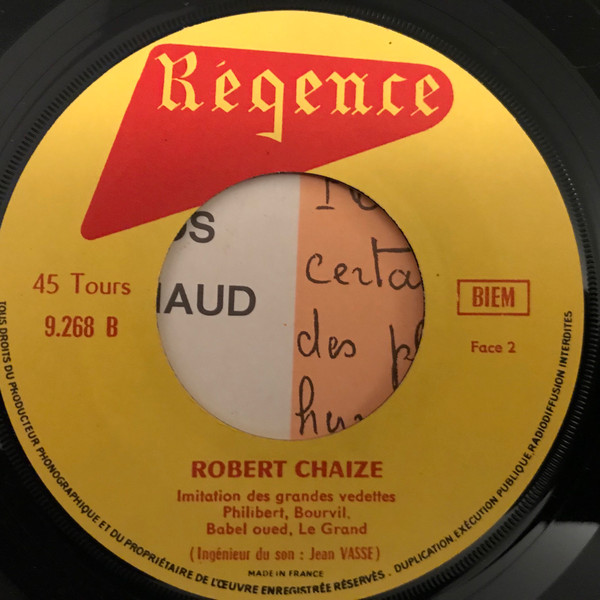 Régence
45 Tours
9.268 B
BIEM
Face 2
AUD
certa
des
ROBERT CHAIZE
Imitation des grandes vedettes
Philibert, Bourvil,
Babel oued, Le Grand
(Ingénieur du son : Jean VASSE)
MADE IN FRANCE
TOUS DROITS DU PRODUCTEUR PHONOGRAPHIQUE ET DU PROPRIÉTAIRE DE L'ŒUVRE ENREGISTRÉE RÉSERVÉS. DUPLICATION EXÉCUTION PUBLIQUE, RADIODIFFUSION INTERDITES